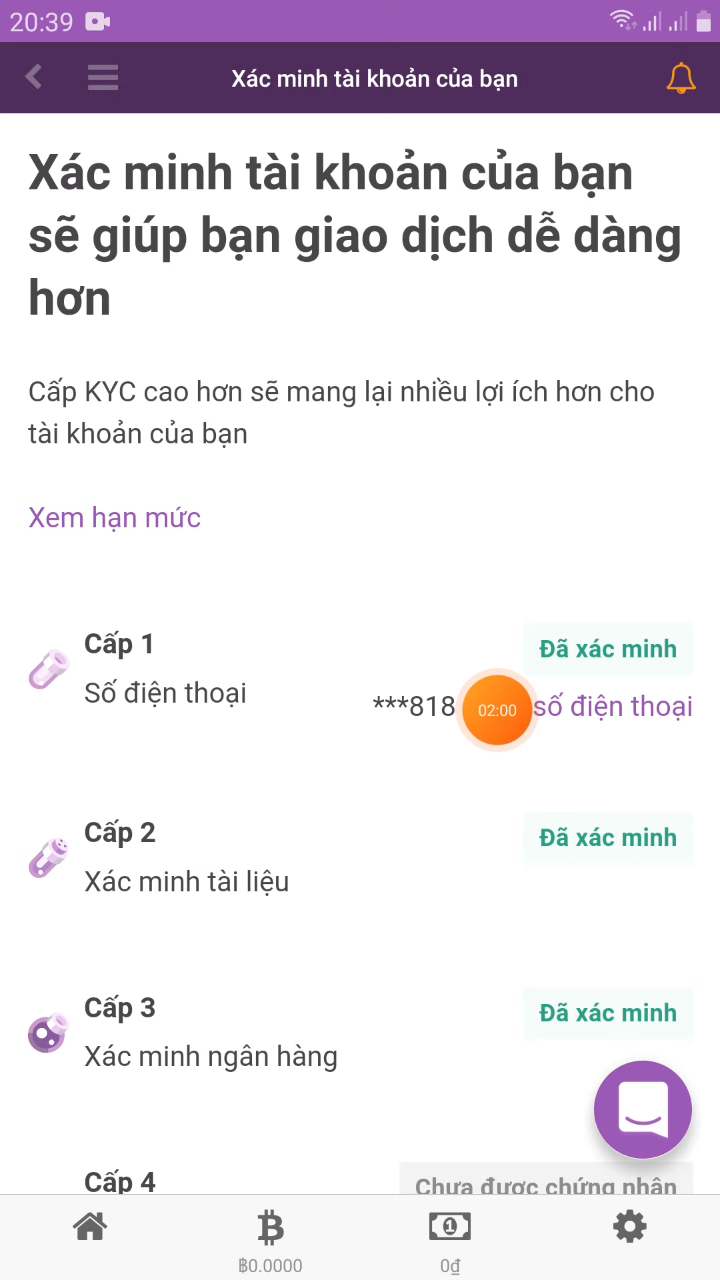 20:39
Xác minh tài khoản của bạn
Xác minh tài khoản của bạn
sẽ giúp bạn giao dịch dễ dàng
hơn
Cấp KYC cao hơn sẽ mang lại nhiều lợi ích hơn cho
tài khoản của bạn
Xem hạn mức
Cấp 1
Đã xác minh
Số điện thoại
***818
02:00
số điện thoại
Cấp 2
Đã xác minh
Xác minh tài liệu
Cấp 3
Đã xác minh
Xác minh ngân hàng
Cấp 4
Chưa được chứng nhận
฿0.0000
0₫